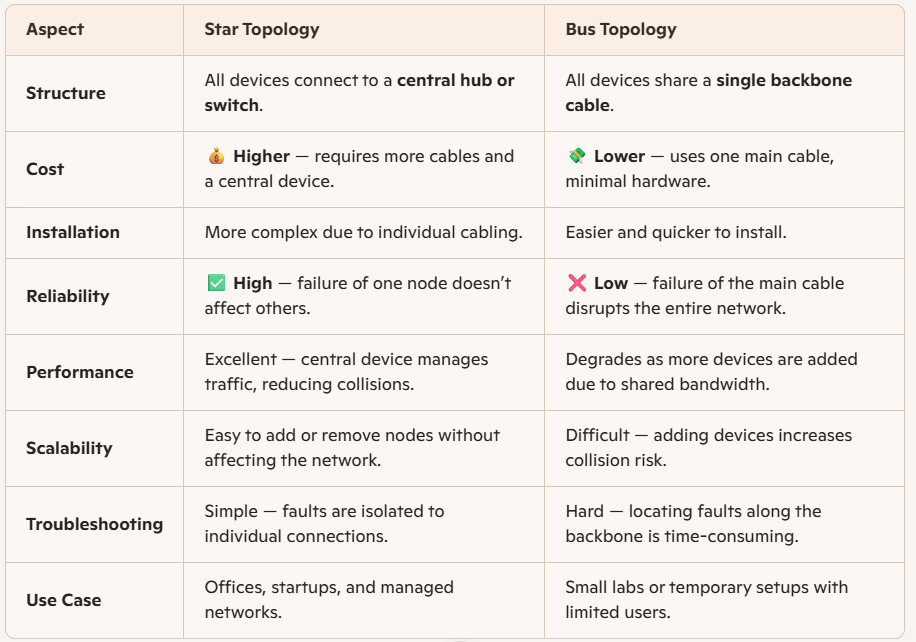 Aspect Star Topology Bus Topology
Structure
All devices connect to a central hub or
switch.
All devices share a single backbone
cable.
Cost
💰 Higher — requires more cables and
a central device.
💸 Lower — uses one main cable,
minimal hardware.
Installation
More complex due to individual cabling.
Easier and quicker to install.
Reliability
✅ High — failure of one node doesn’t
affect others.
❌ Low — failure of the main cable
disrupts the entire network.
Performance
Excellent — central device manages
traffic, reducing collisions.
Degrades as more devices are added
due to shared bandwidth.
Scalability
Easy to add or remove nodes without
affecting the network.
Difficult — adding devices increases
collision risk.
Troubleshooting
Simple — faults are isolated to
individual connections.
Hard — locating faults along the
backbone is time-consuming.
Use Case
Offices, startups, and managed
networks.
Small labs or temporary setups with
limited users.